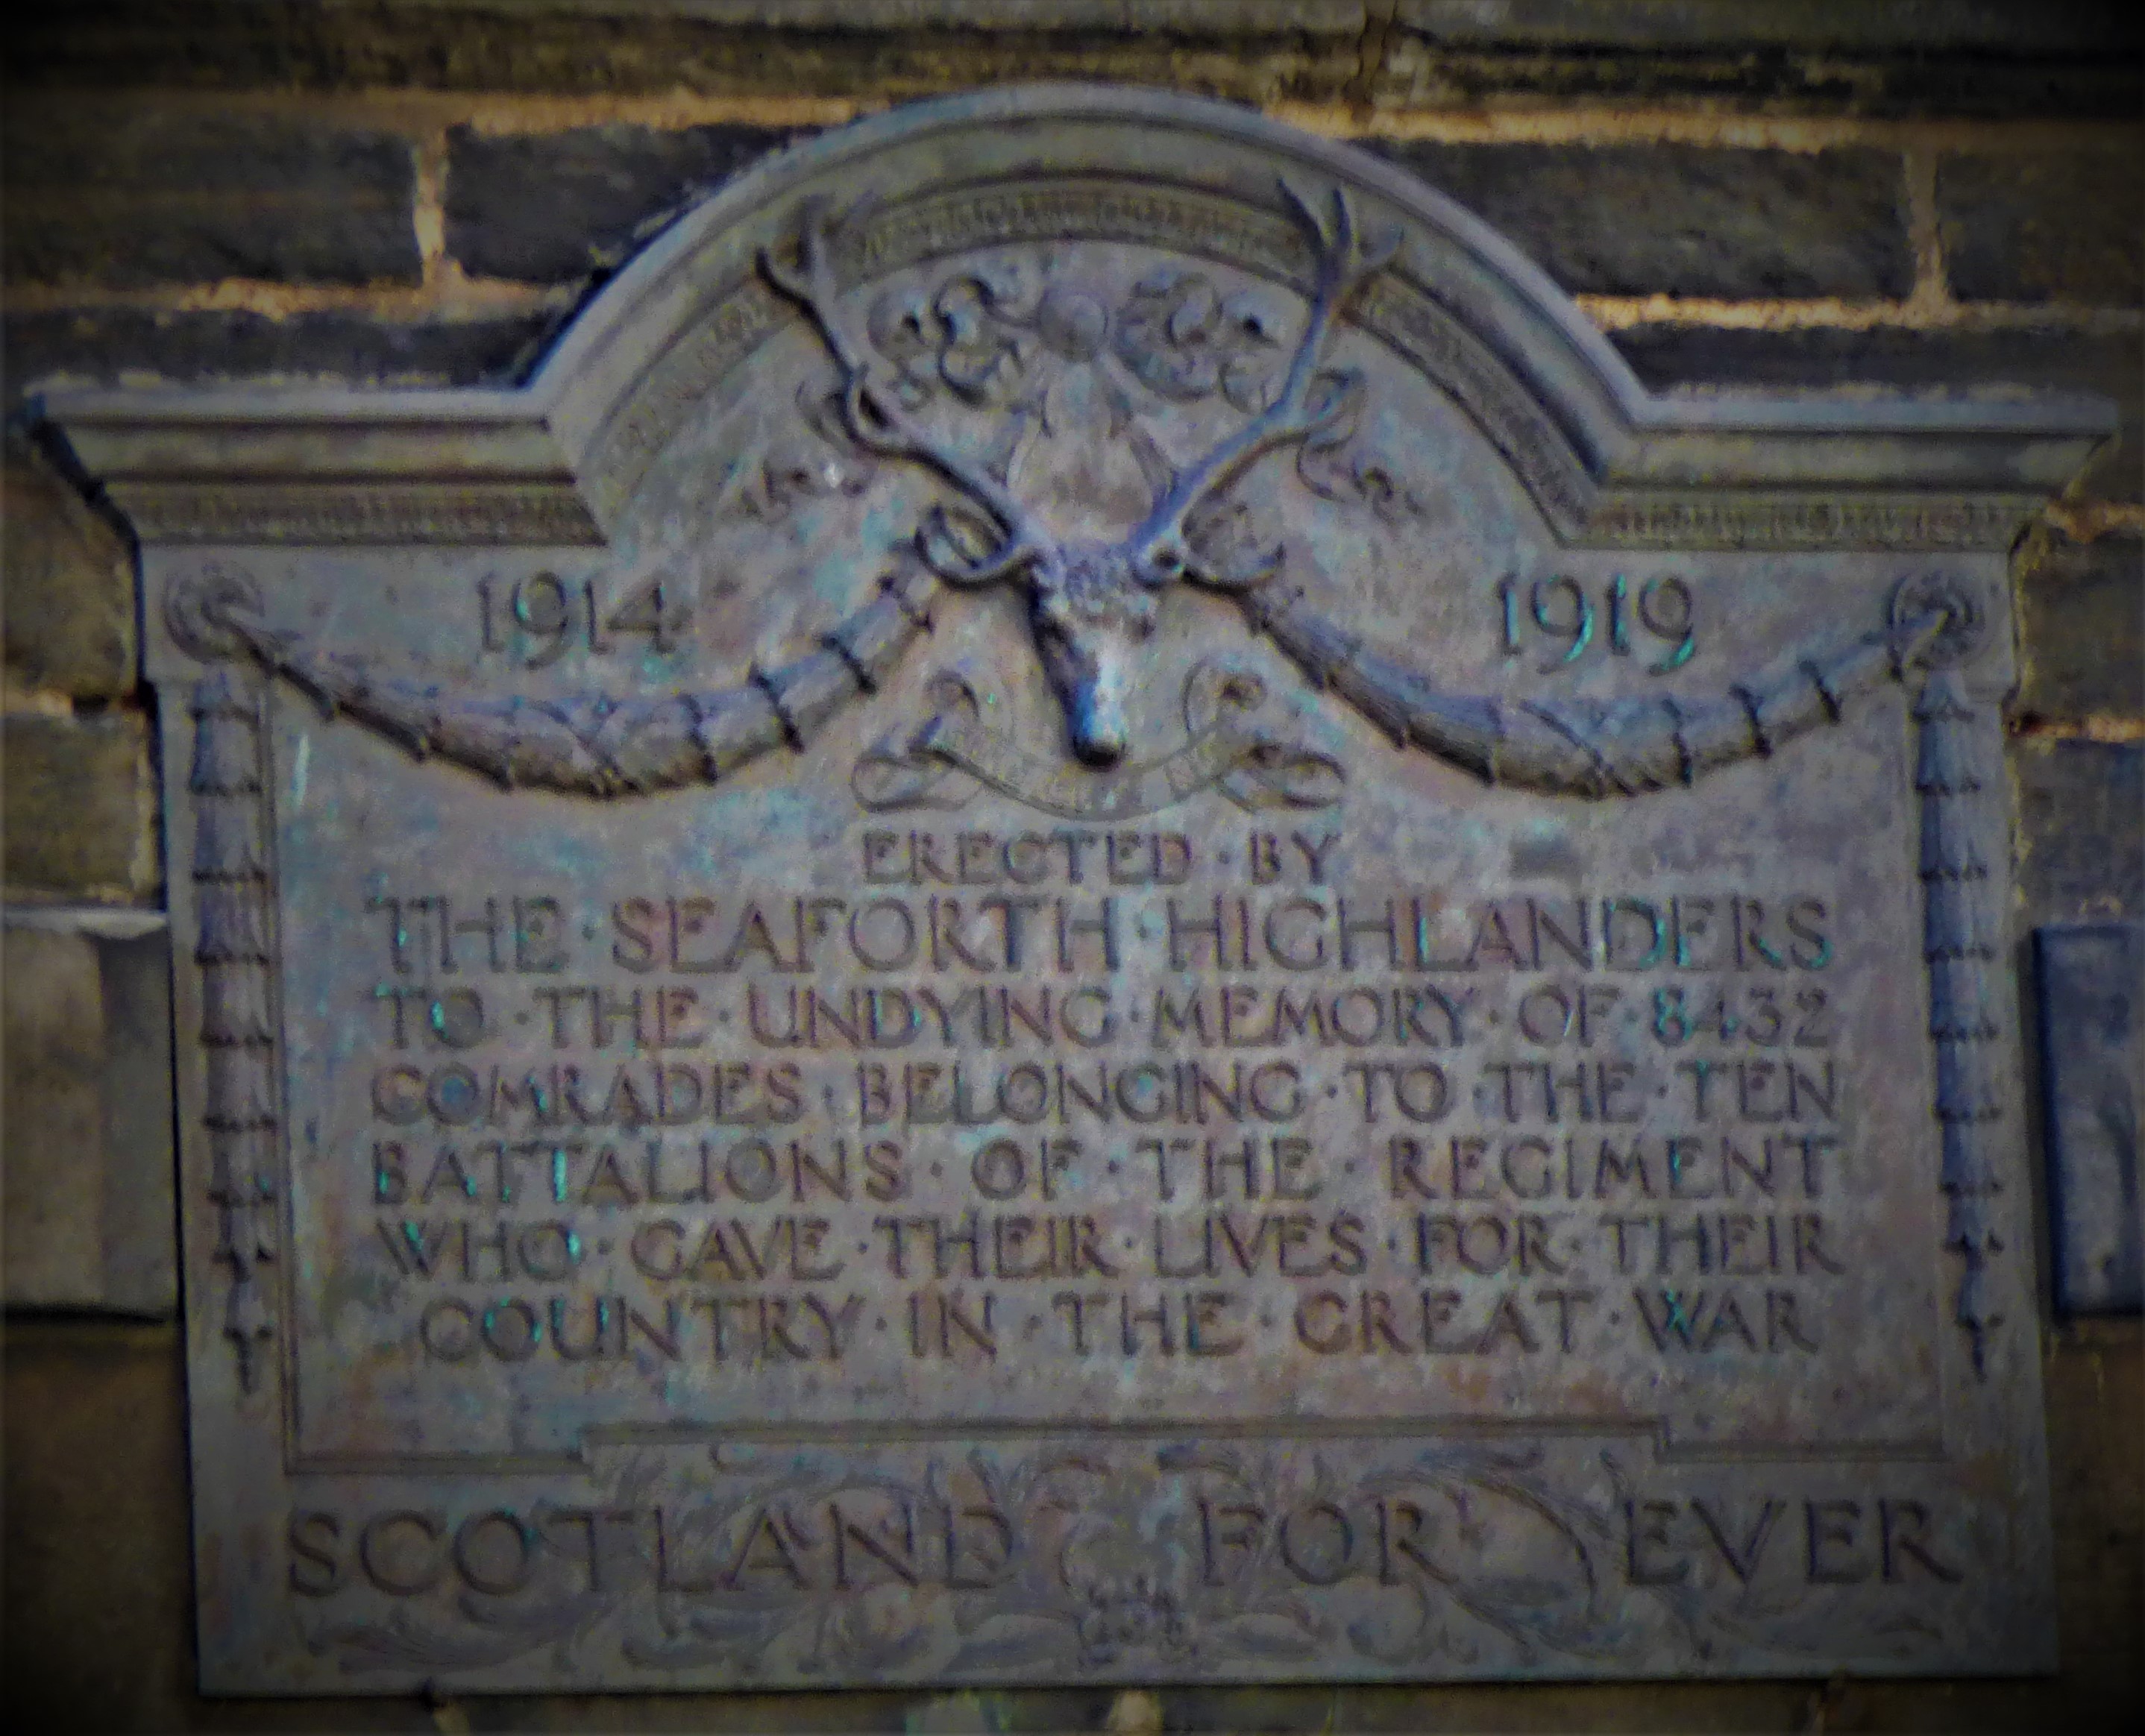 1914 1919
ERECTED · BY
THE · SEAFORTH · HIGHLANDERS
TO · THE · UNDYING · MEMORY · OF · 8432
COMRADES · BELONGING · TO · THE · TEN
BATTALIONS · OF · THE · REGIMENT
WHO · GAVE · THEIR · LIVES · FOR · THEIR
COUNTRY · IN · THE · GREAT · WAR
SCOTLAND FOR EVER